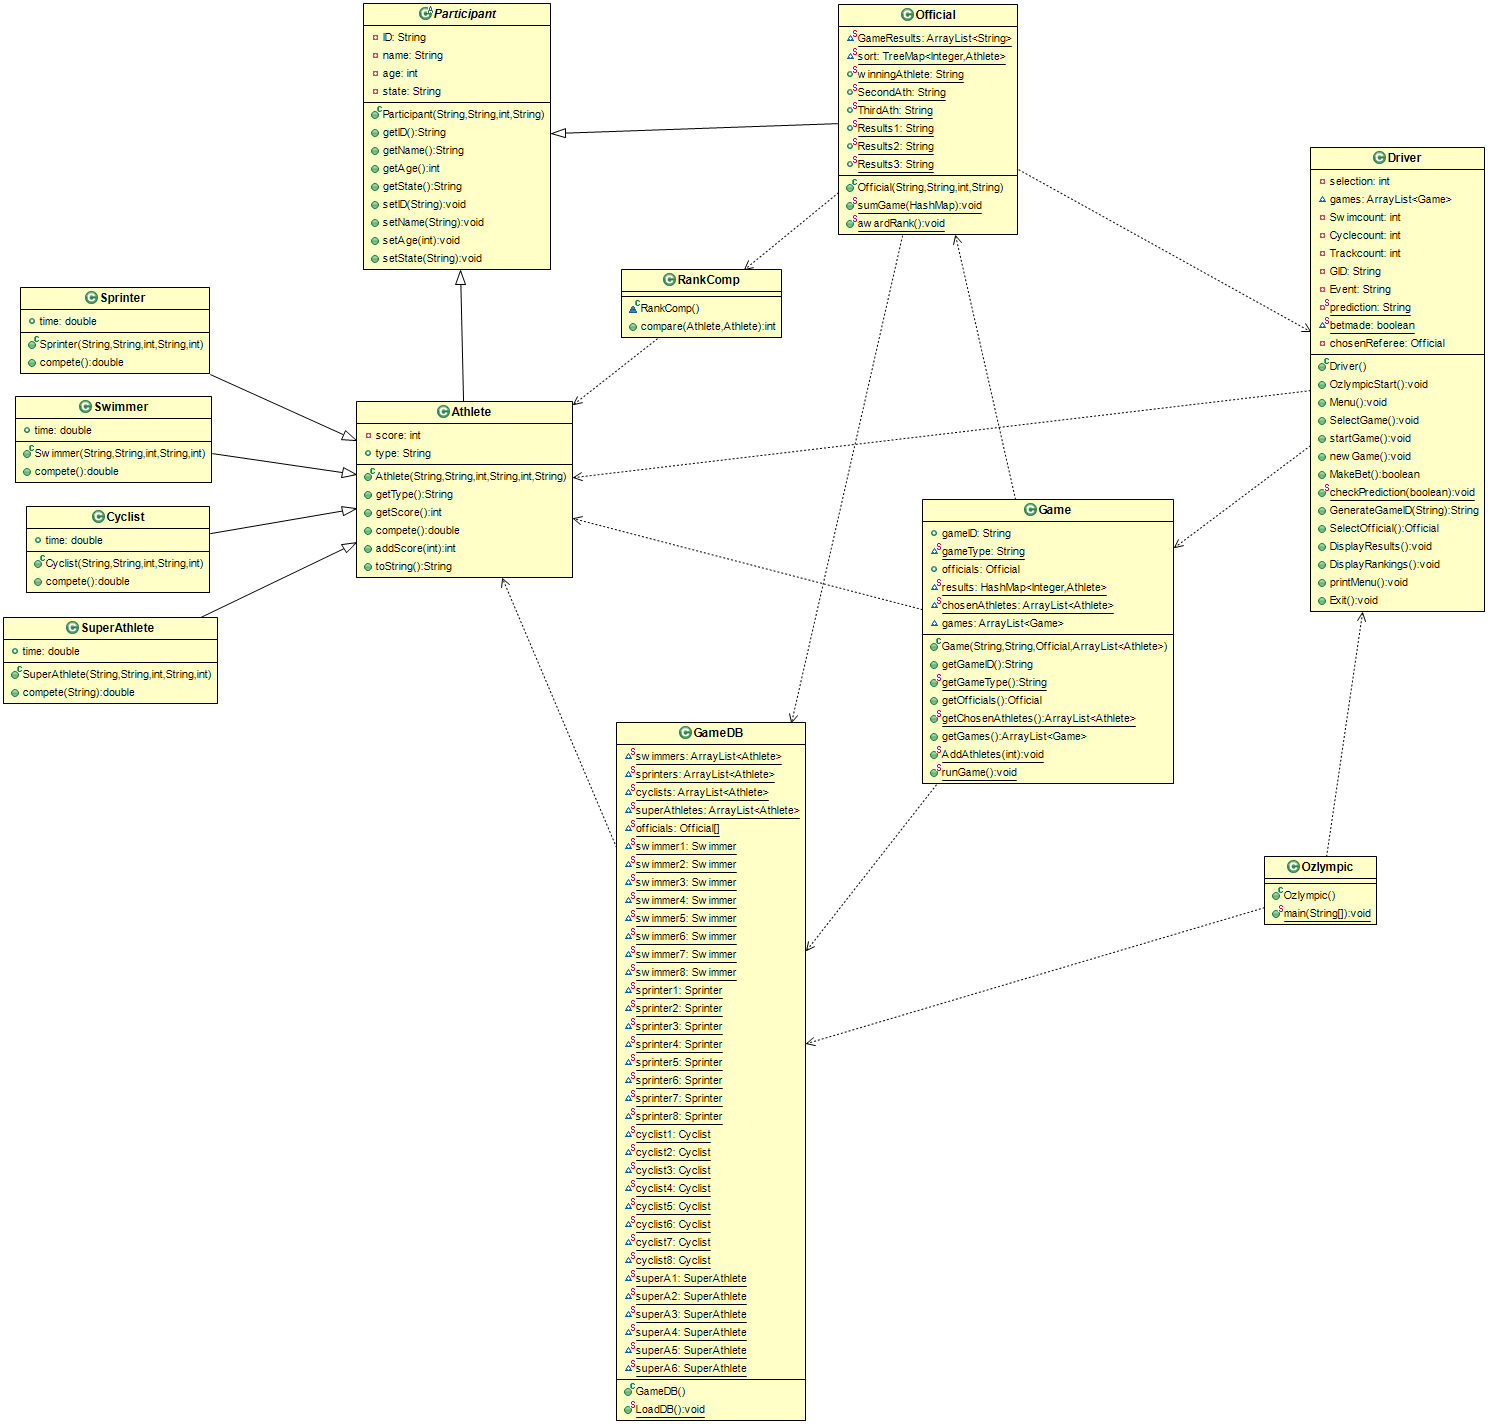 Participant
ID: String
name: String
age: int
state: String
Participant(String,String,int,String)
getID():String
getName():String
getAge():int
getState():String
setID(String):void
setName(String):void
setAge(int):void
setState(String):void
Official
GameResults: ArrayList<String>
sort: TreeMap<Integer,Athlete>
winningAthlete: String
SecondAth: String
ThirdAth: String
Results1: String
Results2: String
Results3: String
Official(String,String,int,String)
sumGame(HashMap):void
awardRank():void
Driver
selection: int
games: ArrayList<Game>
Swimcount: int
Cyclecount: int
Trackcount: int
GID: String
Event: String
prediction: String
betmade: boolean
chosenReferee: Official
Driver()
OzlympicStart():void
Menu():void
SelectGame():void
startGame():void
newGame():void
MakeBet():boolean
checkPrediction(boolean):void
GenerateGameID(String):String
SelectOfficial():Official
DisplayResults():void
DisplayRankings():void
printMenu():void
Exit():void
RankComp
RankComp()
compare(Athlete,Athlete):int
Sprinter
time: double
Sprinter(String,String,int,String,int)
compete():double
Swimmer
time: double
Swimmer(String,String,int,String,int)
compete():double
Cyclist
time: double
Cyclist(String,String,int,String,int)
compete():double
SuperAthlete
time: double
SuperAthlete(String,String,int,String,int)
compete(String):double
Athlete
score: int
type: String
Athlete(String,String,int,String,int,String)
getType():String
getScore():int
compete():double
addScore(int):int
toString():String
Game
gameID: String
gameType: String
officials: Official
results: HashMap<Integer,Athlete>
chosenAthletes: ArrayList<Athlete>
games: ArrayList<Game>
Game(String,String,Official,ArrayList<Athlete>)
getGameID():String
getGameType():String
getOfficials():Official
getChosenAthletes():ArrayList<Athlete>
getGames():ArrayList<Game>
AddAthletes(int):void
runGame():void
GameDB
swimmers: ArrayList<Athlete>
sprinters: ArrayList<Athlete>
cyclists: ArrayList<Athlete>
superAthletes: ArrayList<Athlete>
officials: Official[]
swimmer1: Swimmer
swimmer2: Swimmer
swimmer3: Swimmer
swimmer4: Swimmer
swimmer5: Swimmer
swimmer6: Swimmer
swimmer7: Swimmer
swimmer8: Swimmer
sprinter1: Sprinter
sprinter2: Sprinter
sprinter3: Sprinter
sprinter4: Sprinter
sprinter5: Sprinter
sprinter6: Sprinter
sprinter7: Sprinter
sprinter8: Sprinter
cyclist1: Cyclist
cyclist2: Cyclist
cyclist3: Cyclist
cyclist4: Cyclist
cyclist5: Cyclist
cyclist6: Cyclist
cyclist7: Cyclist
cyclist8: Cyclist
superA1: SuperAthlete
superA2: SuperAthlete
superA3: SuperAthlete
superA4: SuperAthlete
superA5: SuperAthlete
superA6: SuperAthlete
GameDB()
LoadDB():void
Ozlympic
Ozlympic()
main(String[]):void